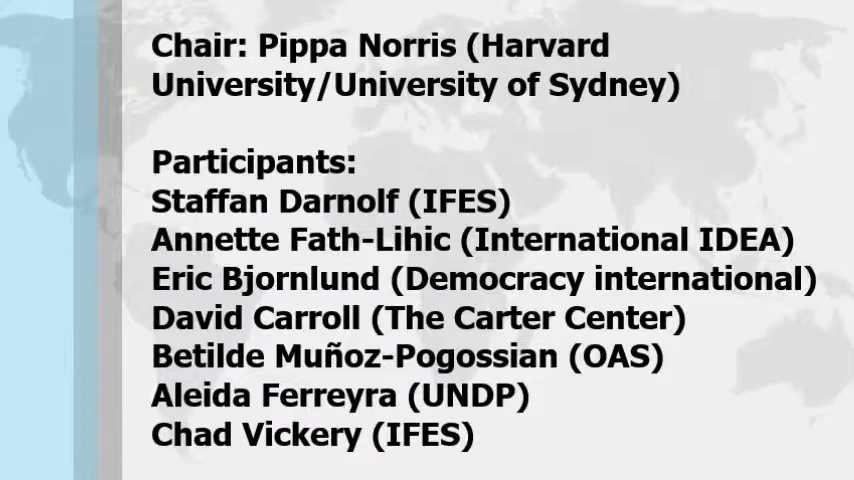 Chair: Pippa Norris (Harvard
University/University of Sydney)
Participants:
Staffan Darnolf (IFES)
Annette Fath-Lihic (International IDEA)
Eric Bjornlund (Democracy international)
David Carroll (The Carter Center)
Betilde Muñoz-Pogossian (OAS)
Aleida Ferreyra (UNDP)
Chad Vickery (IFES)